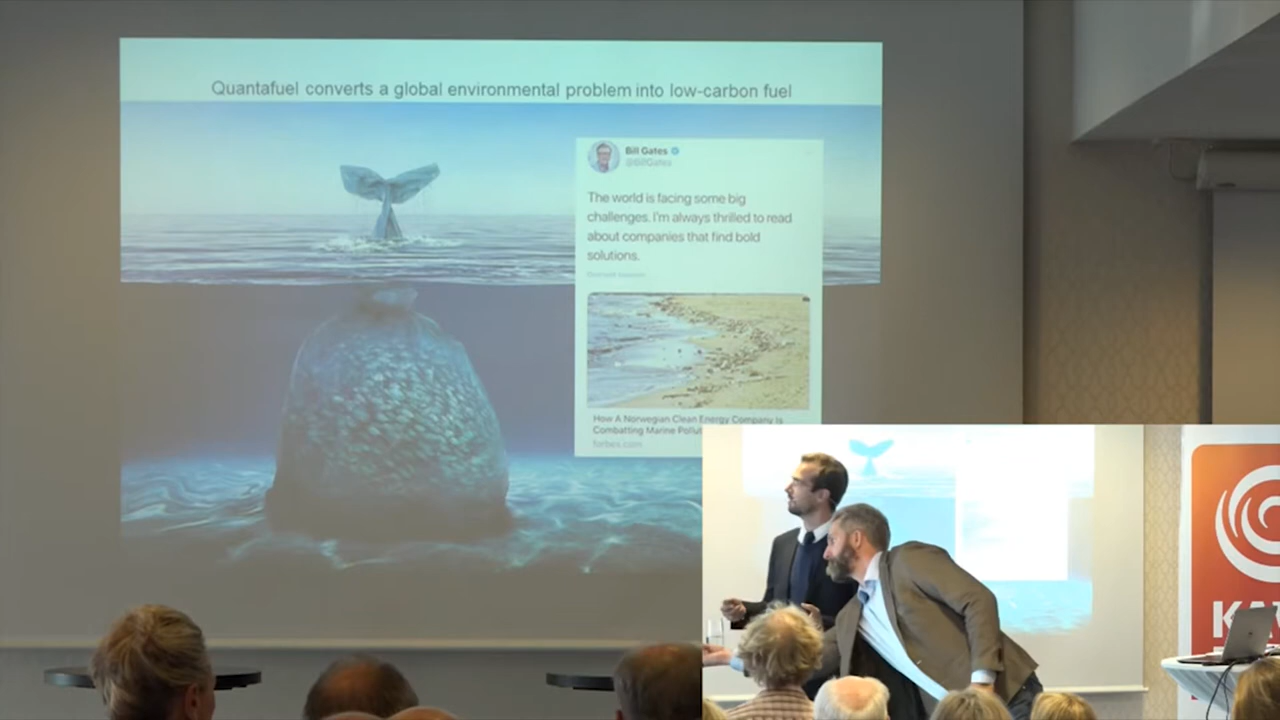 Quantafuel converts a global environmental problem into low-carbon fuel
Bill Gates
@BillGates
The world is facing some big
challenges. I'm always thrilled to read
about companies that find bold
solutions.
How A Norwegian Clean Energy Company Is
Combatting Marine
forbes.com